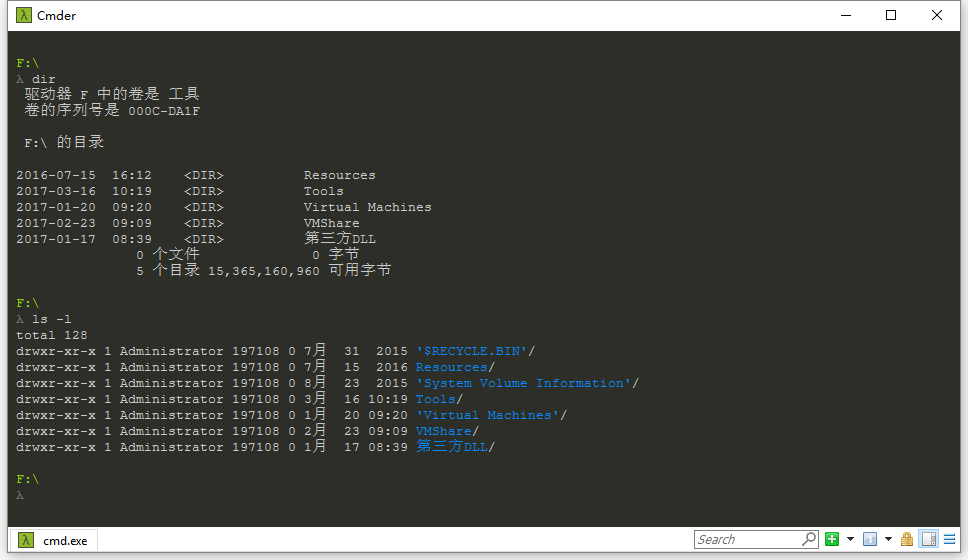 Cmder
F:\
λ dir
驱动器 F 中的卷是 工具
卷的序列号是 000C-DA1F
F:\ 的目录
2016-07-15  16:12    <DIR>          Resources
2017-03-16  10:19    <DIR>          Tools
2017-01-20  09:20    <DIR>          Virtual Machines
2017-02-23  09:09    <DIR>          VMShare
2017-01-17  08:39    <DIR>          第三方DLL
0 个文件              0 字节
5 个目录 15,365,160,960 可用字节
F:\
λ ls -l
total 128
drwxr-xr-x 1 Administrator 197108 0 7月  31  2015 '$RECYCLE.BIN'/
drwxr-xr-x 1 Administrator 197108 0 7月  15  2016 Resources/
drwxr-xr-x 1 Administrator 197108 0 8月  23  2015 'System Volume Information'/
drwxr-xr-x 1 Administrator 197108 0 3月  16 10:19 Tools/
drwxr-xr-x 1 Administrator 197108 0 1月  20 09:20 'Virtual Machines'/
drwxr-xr-x 1 Administrator 197108 0 2月  23 09:09 VMShare/
drwxr-xr-x 1 Administrator 197108 0 1月  17 08:39 第三方DLL/
F:\
λ
λ cmd.exe
Search